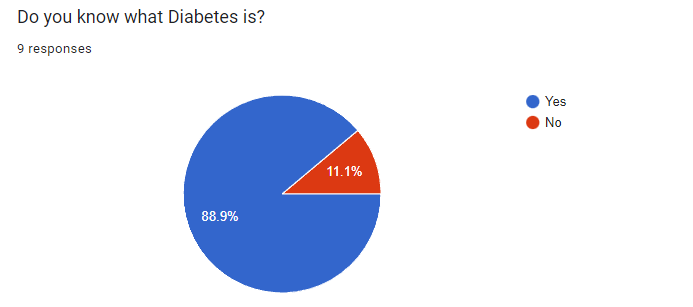 Do you know what Diabetes is?
9 responses
Yes
No
11.1%
88.9%